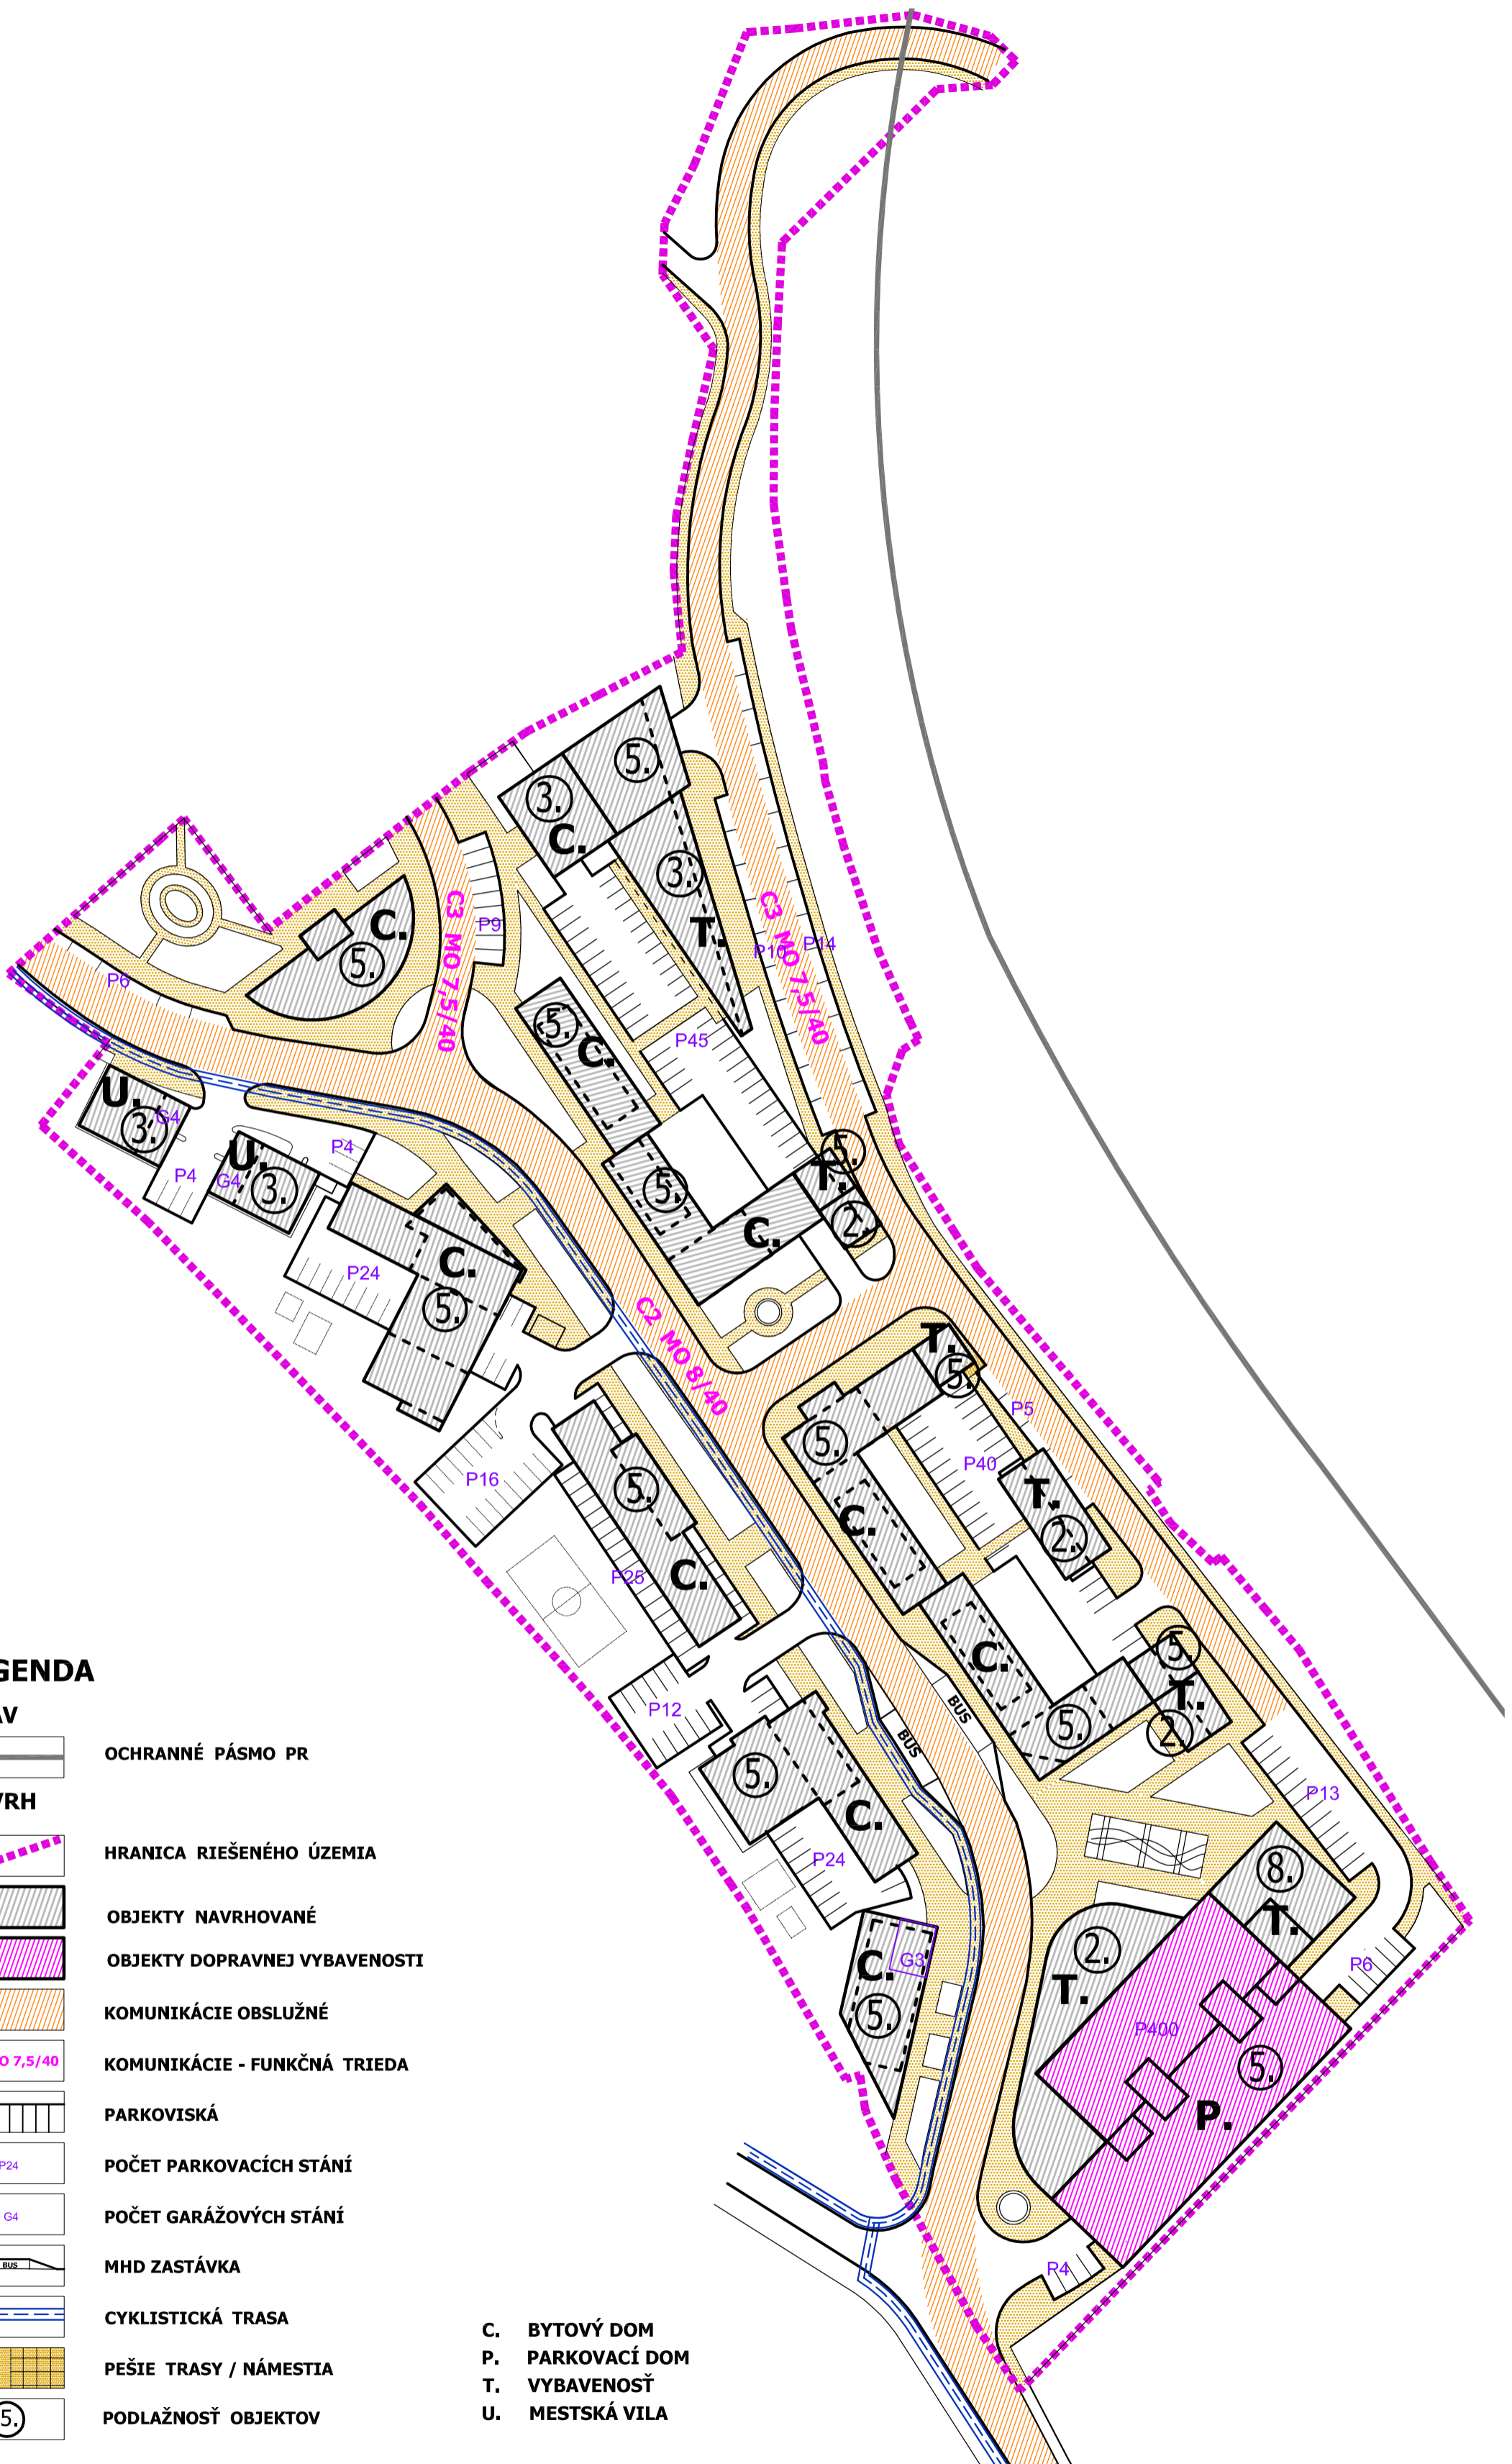 5.
3.
C.
3.
T.
C3 MO 7,5/40
P10
P14
C3 MO 7,5/40
P9
C.
5.
P6
5.
C.
P45
U.
3.
G4
P4
U.
G4
3.
P4
P24
C.
5.
5.
C.
5.
T.
2.
C2 MO 8/40
T.
5.
P5
5.
P40
C.
T.
2.
P16
5.
C.
P25
P12
C.
5.
5.
T.
2.
BUS
BUS
5.
C.
P24
P13
8.
T.
2.
T.
C.
G3
5.
P6
P400
5.
P.
P4
GENDA
AV
OCHRANNÉ PÁSMO PR
VRH
HRANICA RIEŠENÉHO ÚZEMIA
OBJEKTY NAVRHOVANÉ
OBJEKTY DOPRAVNEJ VYBAVENOSTI
KOMUNIKÁCIE OBSLUŽNÉ
O 7,5/40 KOMUNIKÁCIE - FUNKČNÁ TRIEDA
PARKOVISKÁ
P24 POČET PARKOVACÍCH STÁNÍ
G4 POČET GARÁŽOVÝCH STÁNÍ
BUS MHD ZASTÁVKA
CYKLISTICKÁ TRASA
PEŠIE TRASY / NÁMESTIA
5. PODLAŽNOSŤ OBJEKTOV
C. BYTOVÝ DOM
P. PARKOVACÍ DOM
T. VYBAVENOSŤ
U. MESTSKÁ VILA